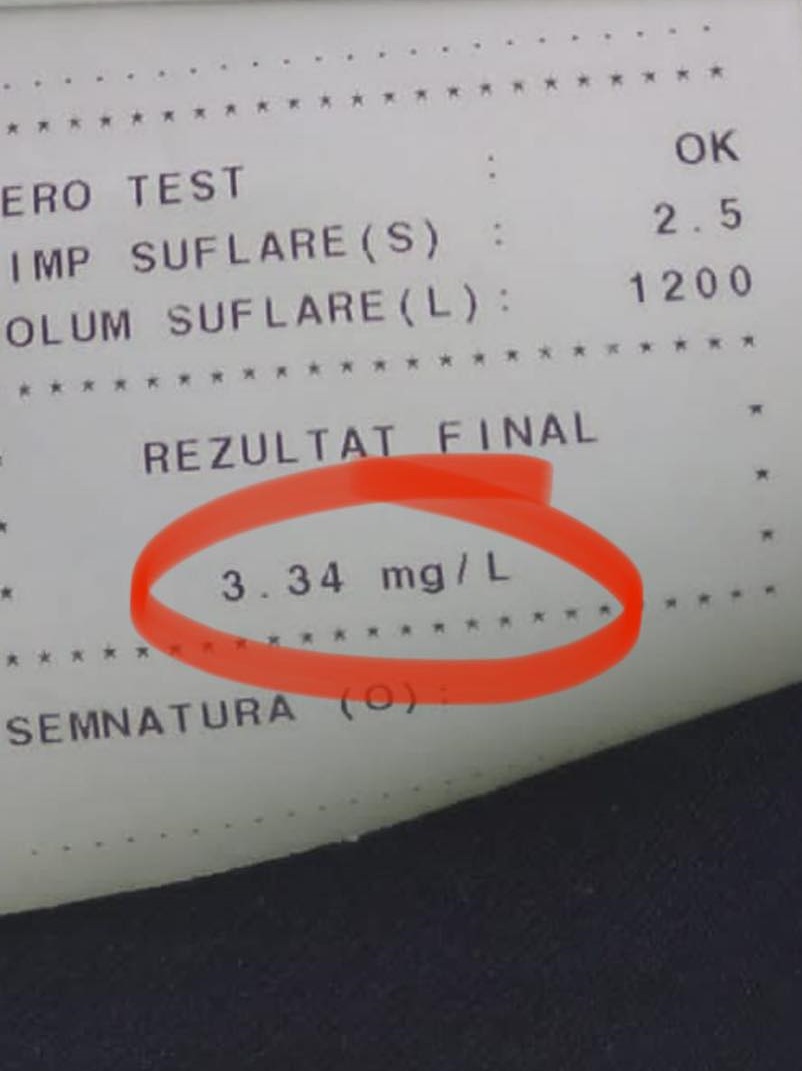 ERO TEST : OK
IMP SUFLARE(S) : 2.5
OLUM SUFLARE(L): 1200
REZULTAT FINAL
3.34 mg/L
SEMNATURA (O):